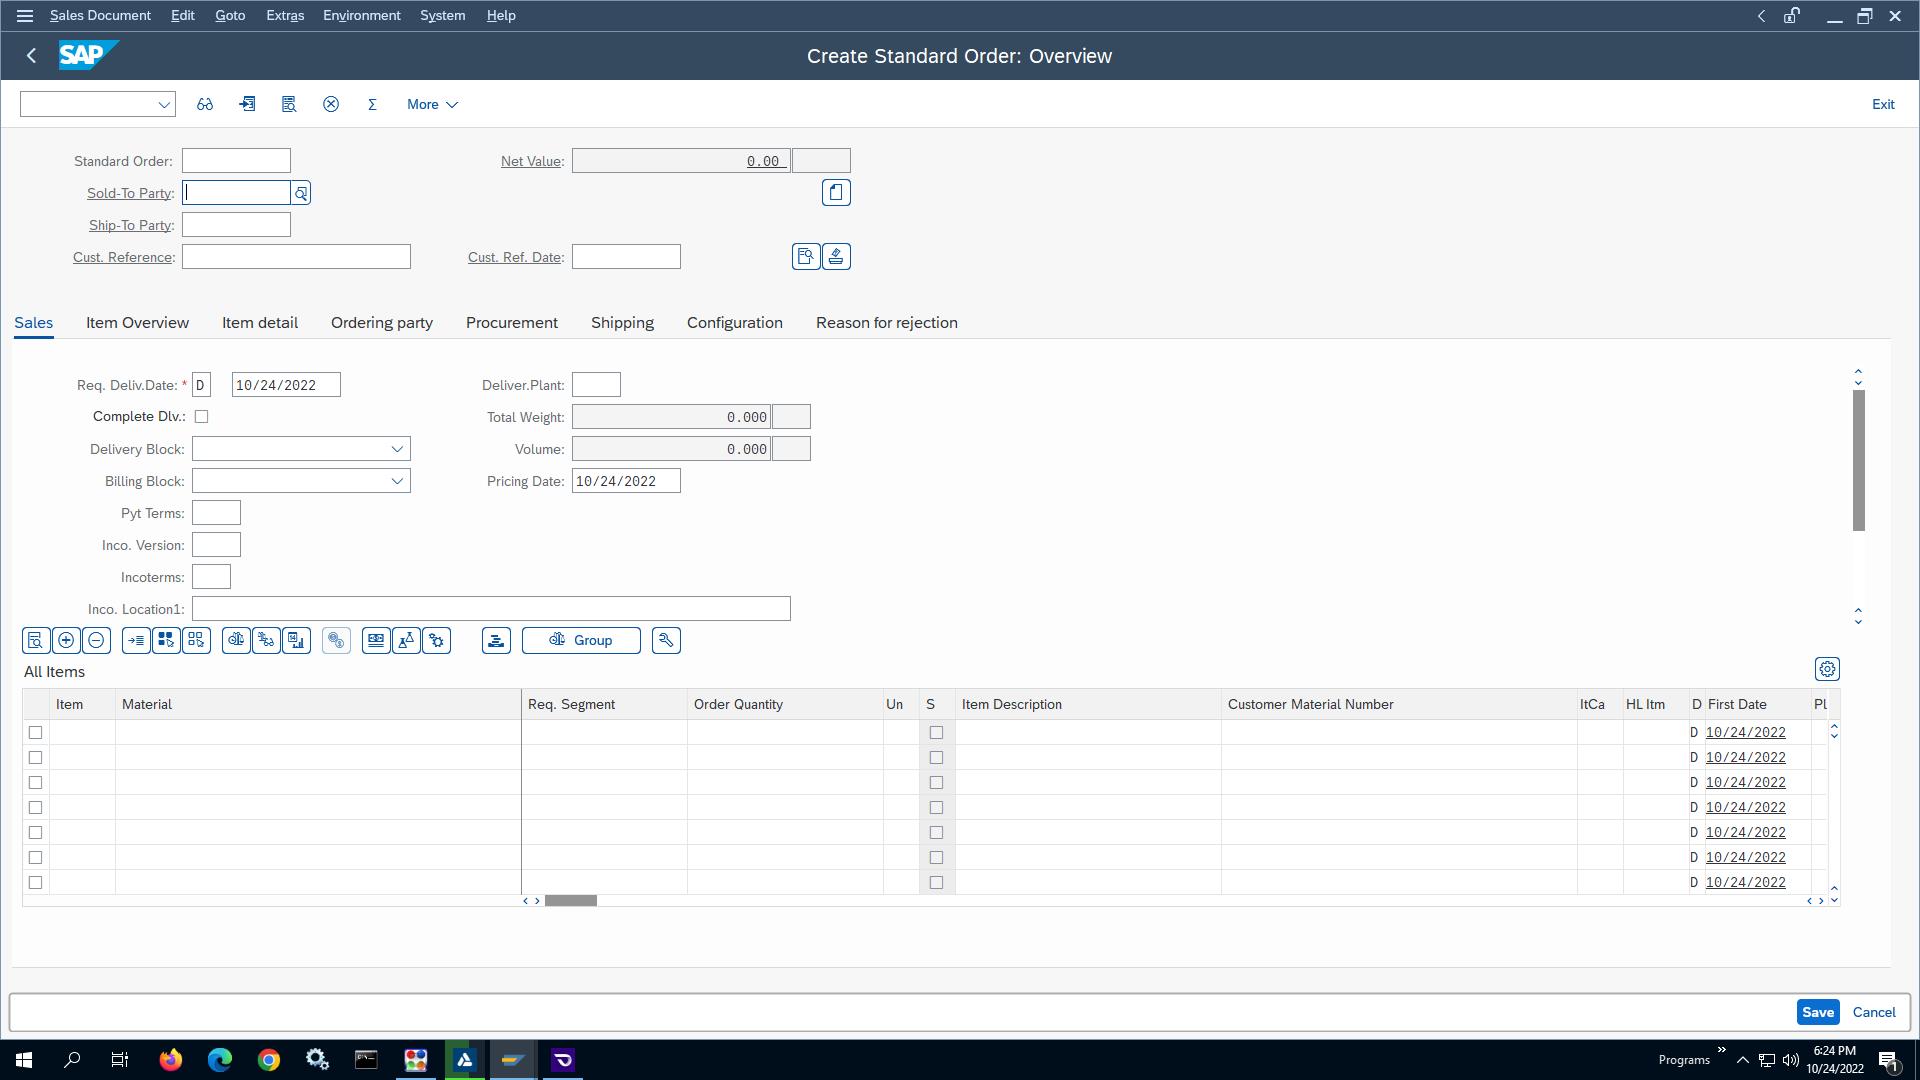 Sales Document Edit Goto Extras Environment System Help
SAP Create Standard Order: Overview
More Exit
Standard Order: Net Value: 0.00
Sold-To Party:
Ship-To Party:
Cust. Reference: Cust. Ref. Date:
Sales Item Overview Item detail Ordering party Procurement Shipping Configuration Reason for rejection
Req. Deliv.Date: * D 10/24/2022 Deliver.Plant:
Complete Dlv.: Total Weight: 0.000
Delivery Block: Volume: 0.000
Billing Block: Pricing Date: 10/24/2022
Pyt Terms:
Inco. Version:
Incoterms:
Inco. Location1:
Group
All Items
Item Material Req. Segment Order Quantity Un S Item Description Customer Material Number ItCa HL Itm D First Date Pl
D 10/24/2022
D 10/24/2022
D 10/24/2022
D 10/24/2022
D 10/24/2022
D 10/24/2022
D 10/24/2022
Save Cancel
Programs 6:24 PM
10/24/2022 1